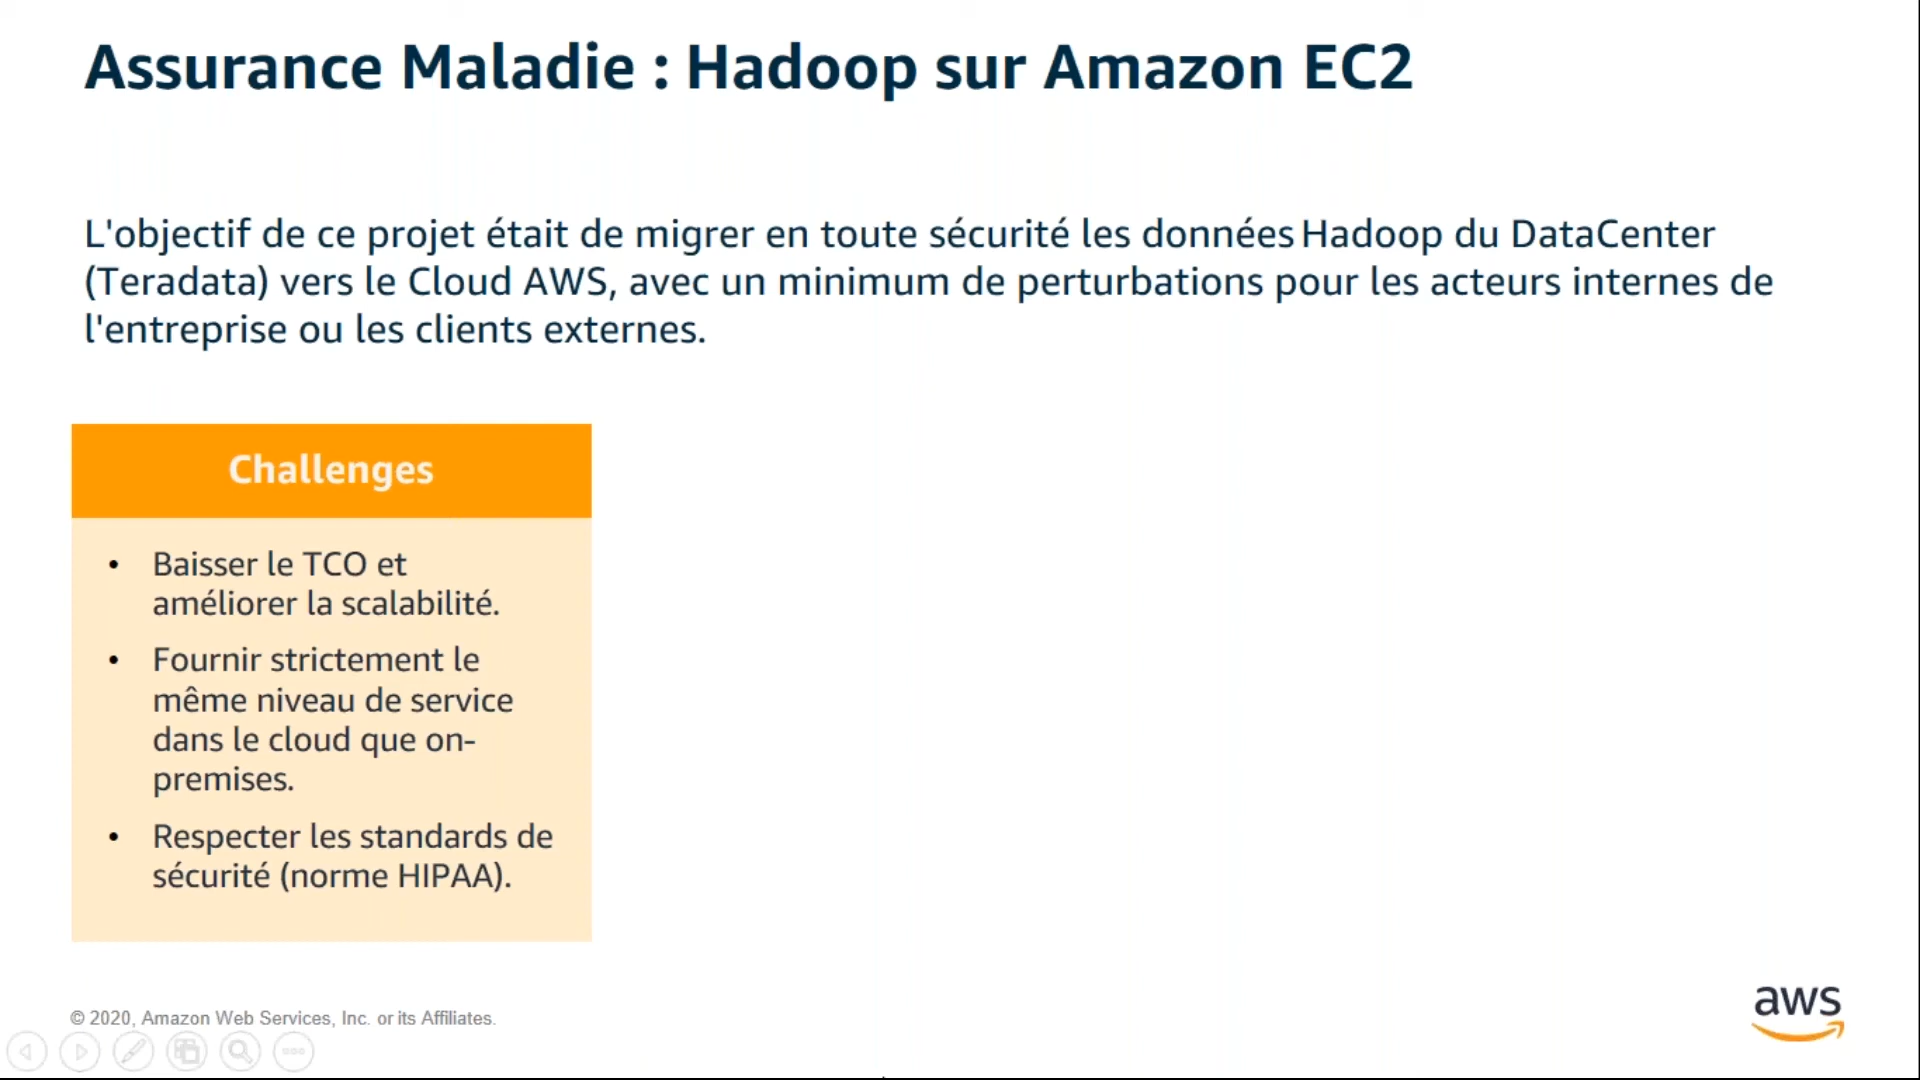 Assurance Maladie : Hadoop sur Amazon EC2
L'objectif de ce projet était de migrer en toute sécurité les données Hadoop du DataCenter
(Teradata) vers le Cloud AWS, avec un minimum de perturbations pour les acteurs internes de
l'entreprise ou les clients externes.
Challenges
• Baisser le TCO et
améliorer la scalabilité.
• Fournir strictement le
même niveau de service
dans le cloud que on-
premises.
• Respecter les standards de
sécurité (norme HIPAA).
© 2020, Amazon Web Services, Inc. or its Affiliates.
aws